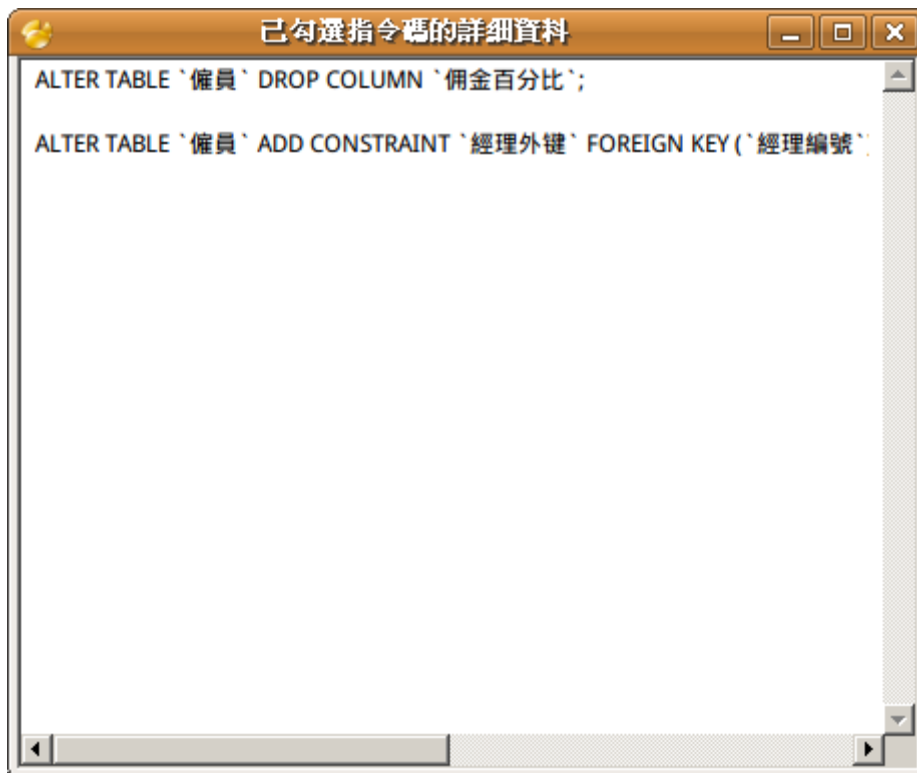 已勾選指令碼的詳細資料
ALTER TABLE `僱員` DROP COLUMN `佣金百分比`;
ALTER TABLE `僱員` ADD CONSTRAINT `經理外键` FOREIGN KEY (`經理編號`)